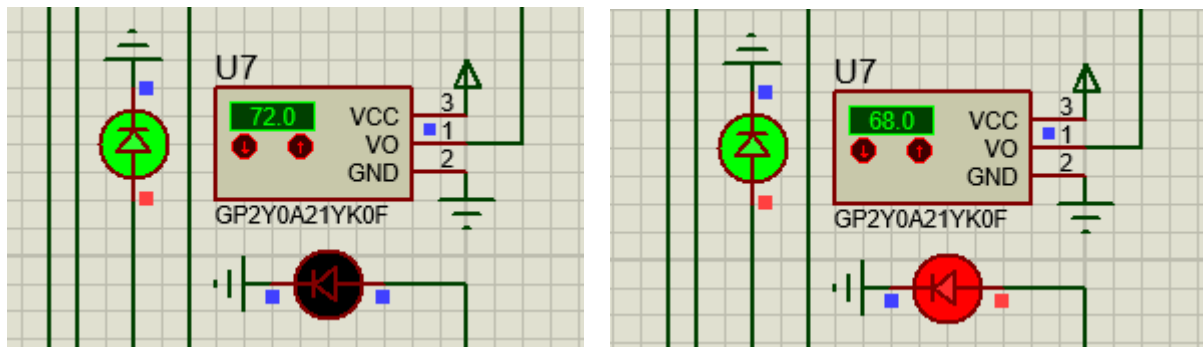 U7
72.0
VCC 3
VO 1
GND 2
GP2Y0A21YK0F
U7
68.0
VCC 3
VO 1
GND 2
GP2Y0A21YK0F